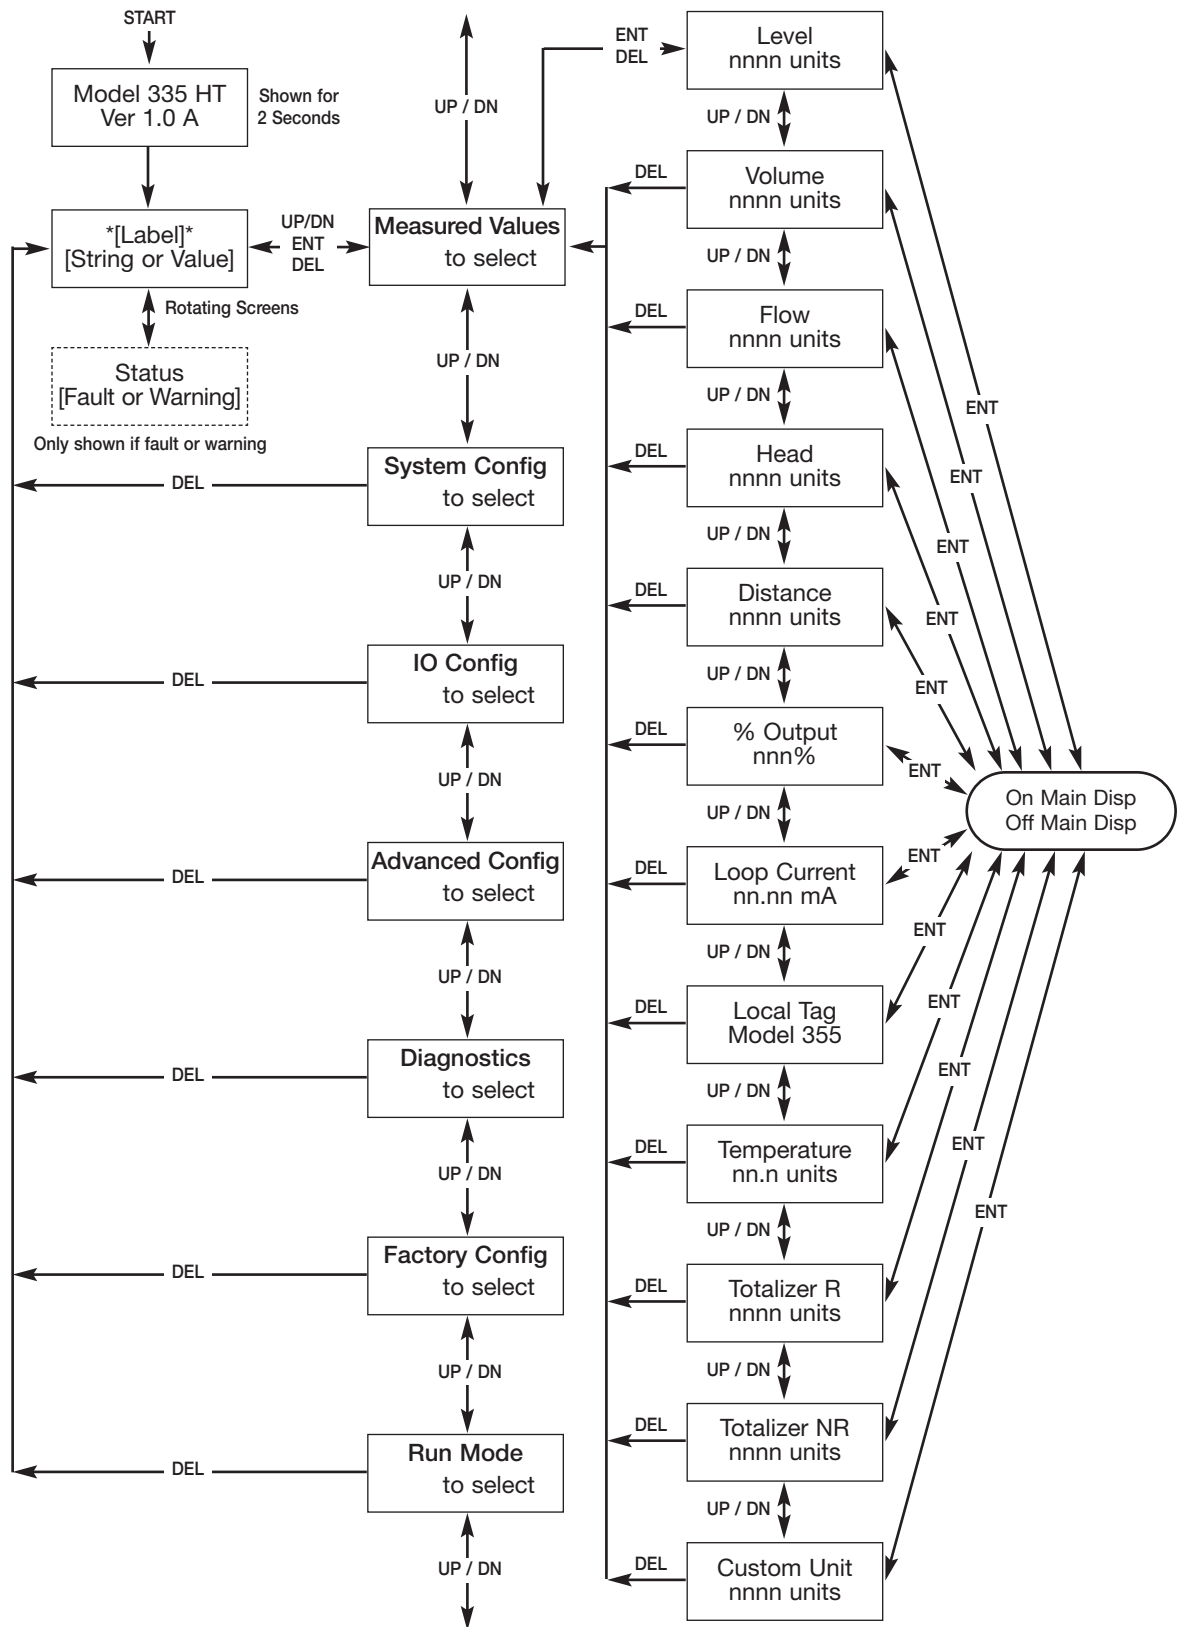 START
Model 335 HT
Ver 1.0 A
Shown for
2 Seconds
*[Label]*
[String or Value]
Rotating Screens
Status
[Fault or Warning]
Only shown if fault or warning
UP/DN
ENT
DEL
UP / DN
Measured Values
to select
UP / DN
System Config
to select
DEL
UP / DN
IO Config
to select
DEL
UP / DN
Advanced Config
to select
DEL
UP / DN
Diagnostics
to select
DEL
UP / DN
Factory Config
to select
DEL
UP / DN
Run Mode
to select
DEL
UP / DN
ENT
DEL
Level
nnnn units
UP / DN
DEL
Volume
nnnn units
UP / DN
DEL
Flow
nnnn units
UP / DN
DEL
Head
nnnn units
UP / DN
DEL
Distance
nnnn units
UP / DN
DEL
% Output
nnn%
UP / DN
DEL
Loop Current
nn.nn mA
UP / DN
DEL
Local Tag
Model 355
UP / DN
DEL
Temperature
nn.n units
UP / DN
DEL
Totalizer R
nnnn units
UP / DN
DEL
Totalizer NR
nnnn units
UP / DN
DEL
Custom Unit
nnnn units
ENT
ENT
ENT
ENT
ENT
ENT
On Main Disp
Off Main Disp
ENT
ENT
ENT
ENT
ENT
ENT